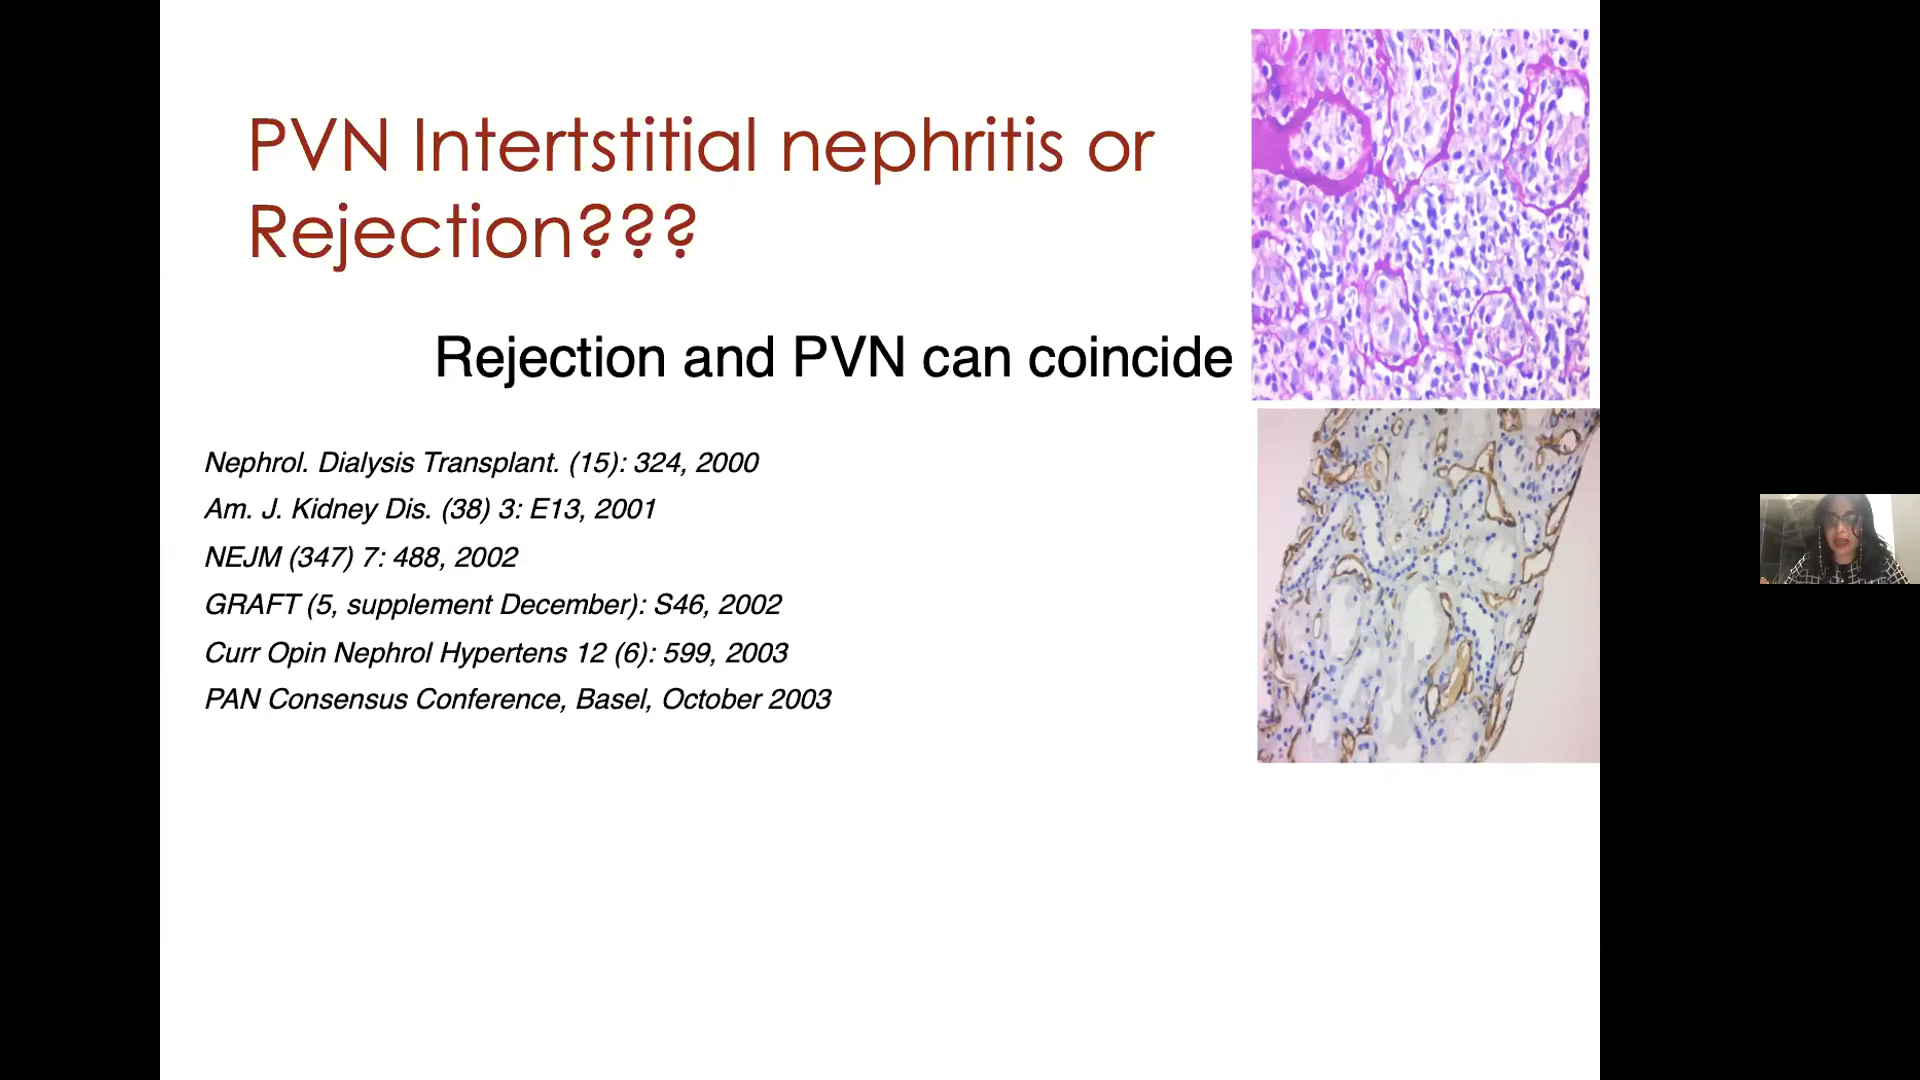 PVN Intertstitial nephritis or
Rejection???
Rejection and PVN can coincide
Nephrol. Dialysis Transplant. (15): 324, 2000
Am. J. Kidney Dis. (38) 3: E13, 2001
NEJM (347) 7: 488, 2002
GRAFT (5, supplement December): S46, 2002
Curr Opin Nephrol Hypertens 12 (6): 599, 2003
PAN Consensus Conference, Basel, October 2003